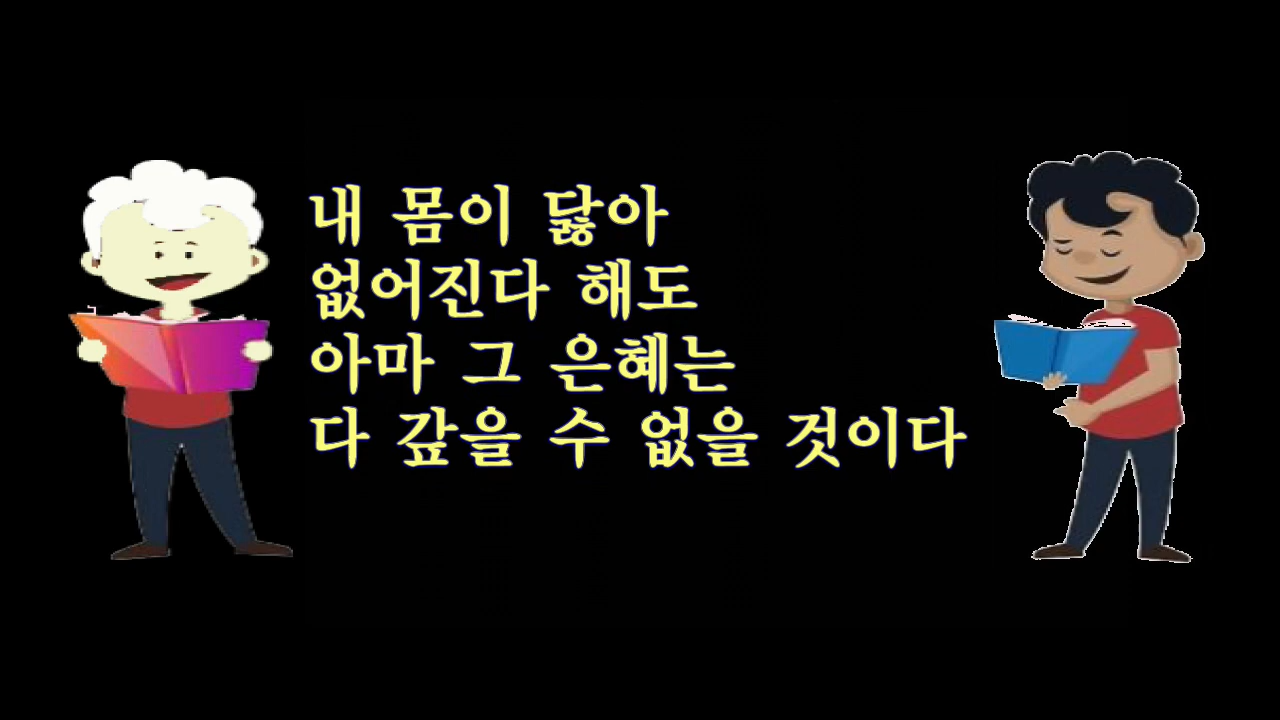 내 몸이 닳아
없어진다 해도
아마 그 은혜는
다 갚을 수 없을 것이다